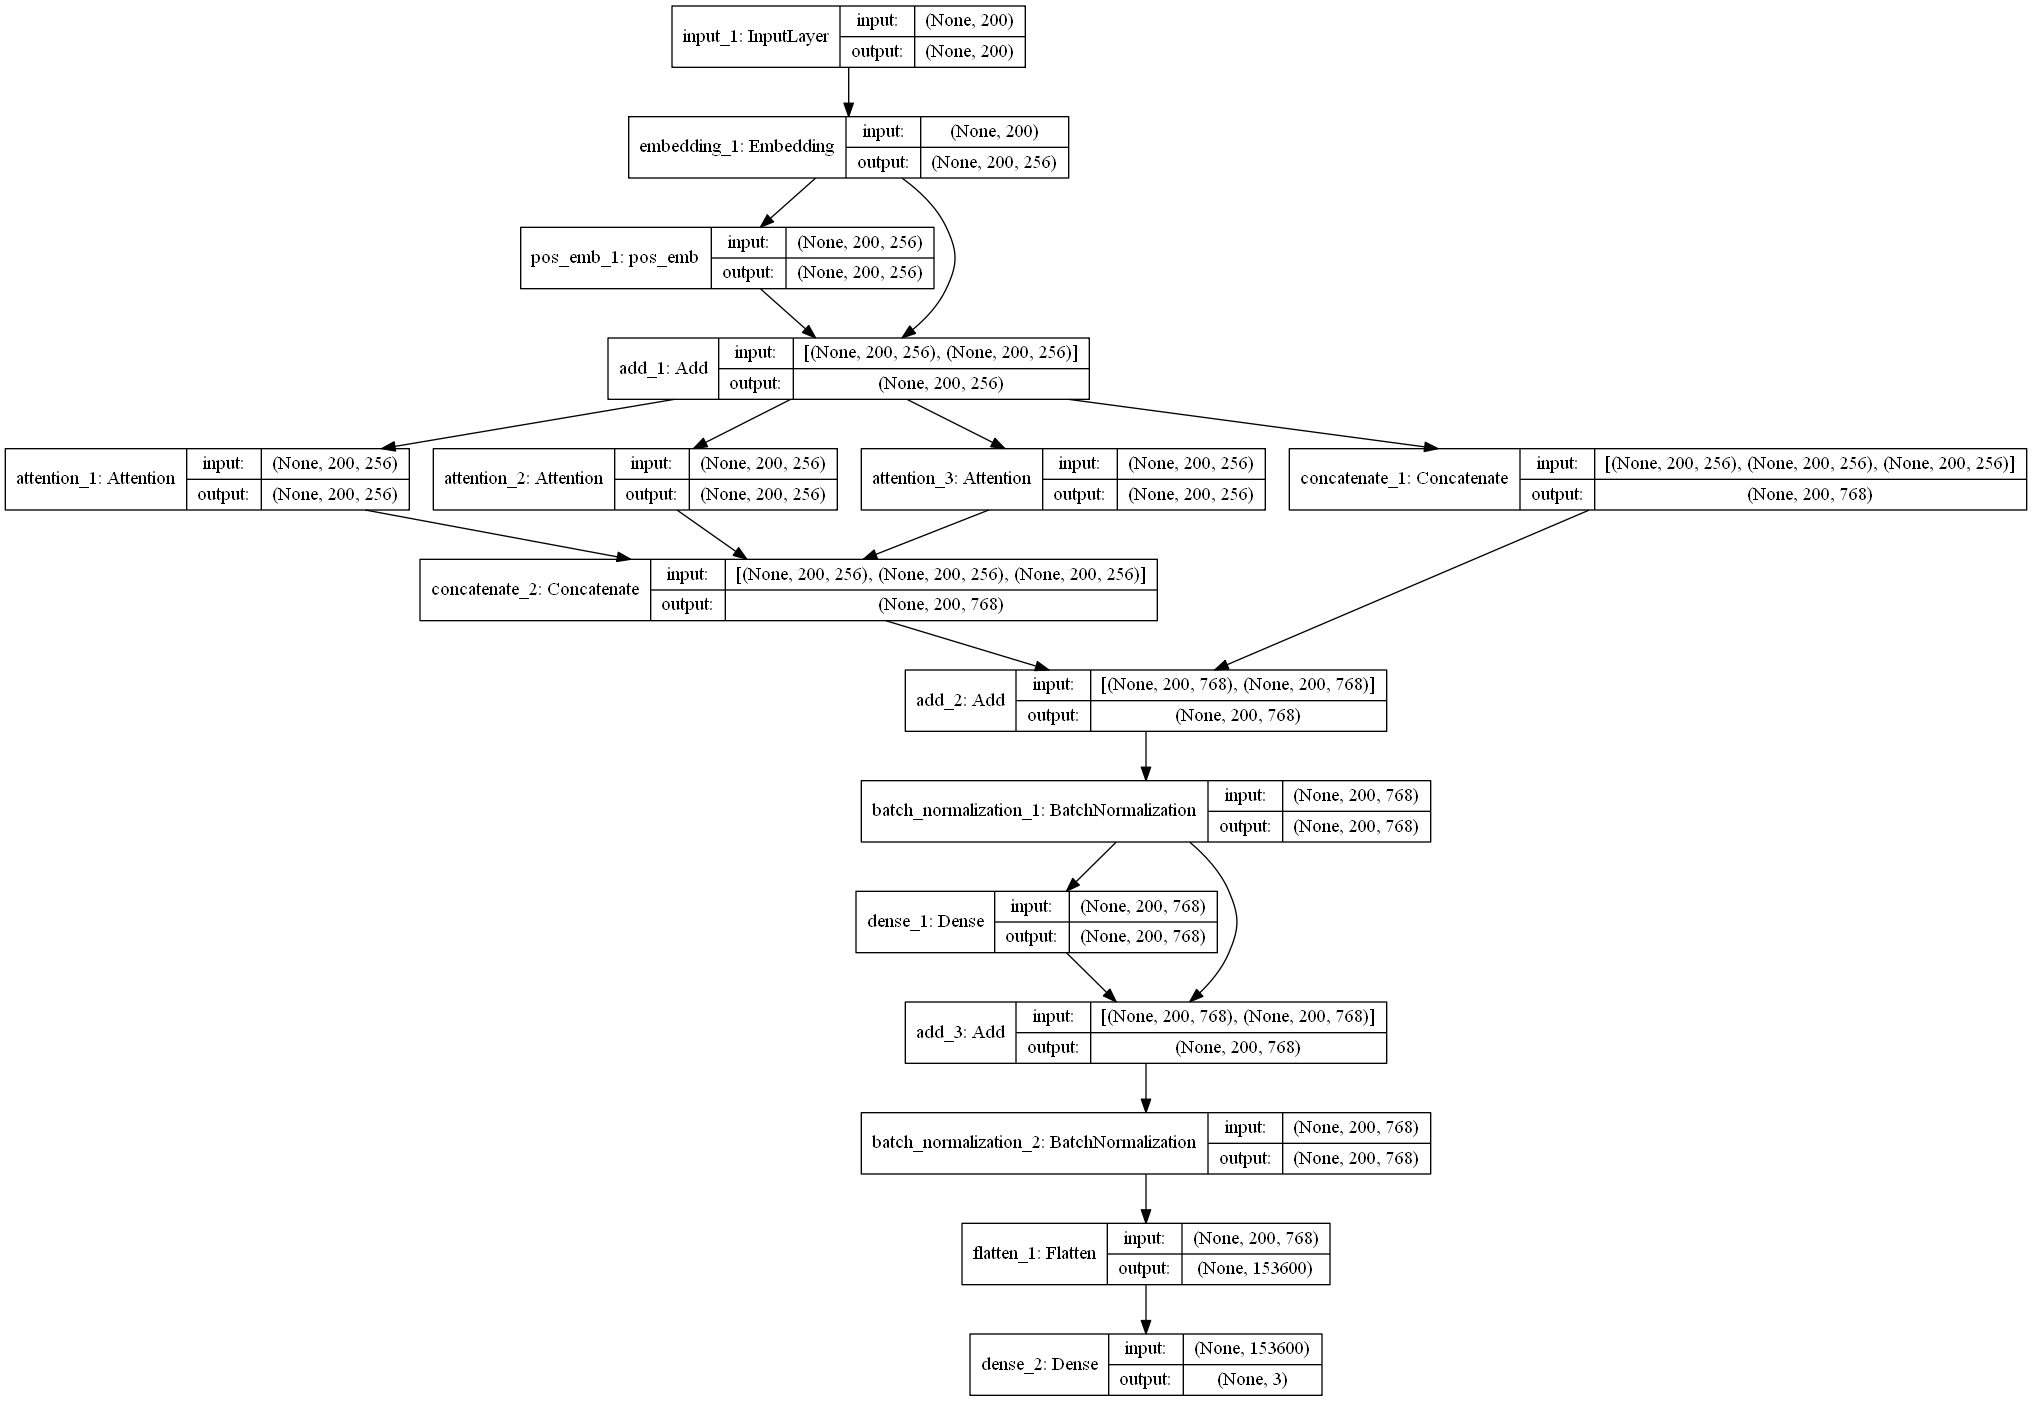 input_1: InputLayer
input: (None, 200)
output: (None, 200)
embedding_1: Embedding
input: (None, 200)
output: (None, 200, 256)
pos_emb_1: pos_emb
input: (None, 200, 256)
output: (None, 200, 256)
add_1: Add
input: [(None, 200, 256), (None, 200, 256)]
output: (None, 200, 256)
attention_1: Attention
input: (None, 200, 256)
output: (None, 200, 256)
attention_2: Attention
input: (None, 200, 256)
output: (None, 200, 256)
attention_3: Attention
input: (None, 200, 256)
output: (None, 200, 256)
concatenate_1: Concatenate
input: [(None, 200, 256), (None, 200, 256), (None, 200, 256)]
output: (None, 200, 768)
concatenate_2: Concatenate
input: [(None, 200, 256), (None, 200, 256), (None, 200, 256)]
output: (None, 200, 768)
add_2: Add
input: [(None, 200, 768), (None, 200, 768)]
output: (None, 200, 768)
batch_normalization_1: BatchNormalization
input: (None, 200, 768)
output: (None, 200, 768)
dense_1: Dense
input: (None, 200, 768)
output: (None, 200, 768)
add_3: Add
input: [(None, 200, 768), (None, 200, 768)]
output: (None, 200, 768)
batch_normalization_2: BatchNormalization
input: (None, 200, 768)
output: (None, 200, 768)
flatten_1: Flatten
input: (None, 200, 768)
output: (None, 153600)
dense_2: Dense
input: (None, 153600)
output: (None, 3)